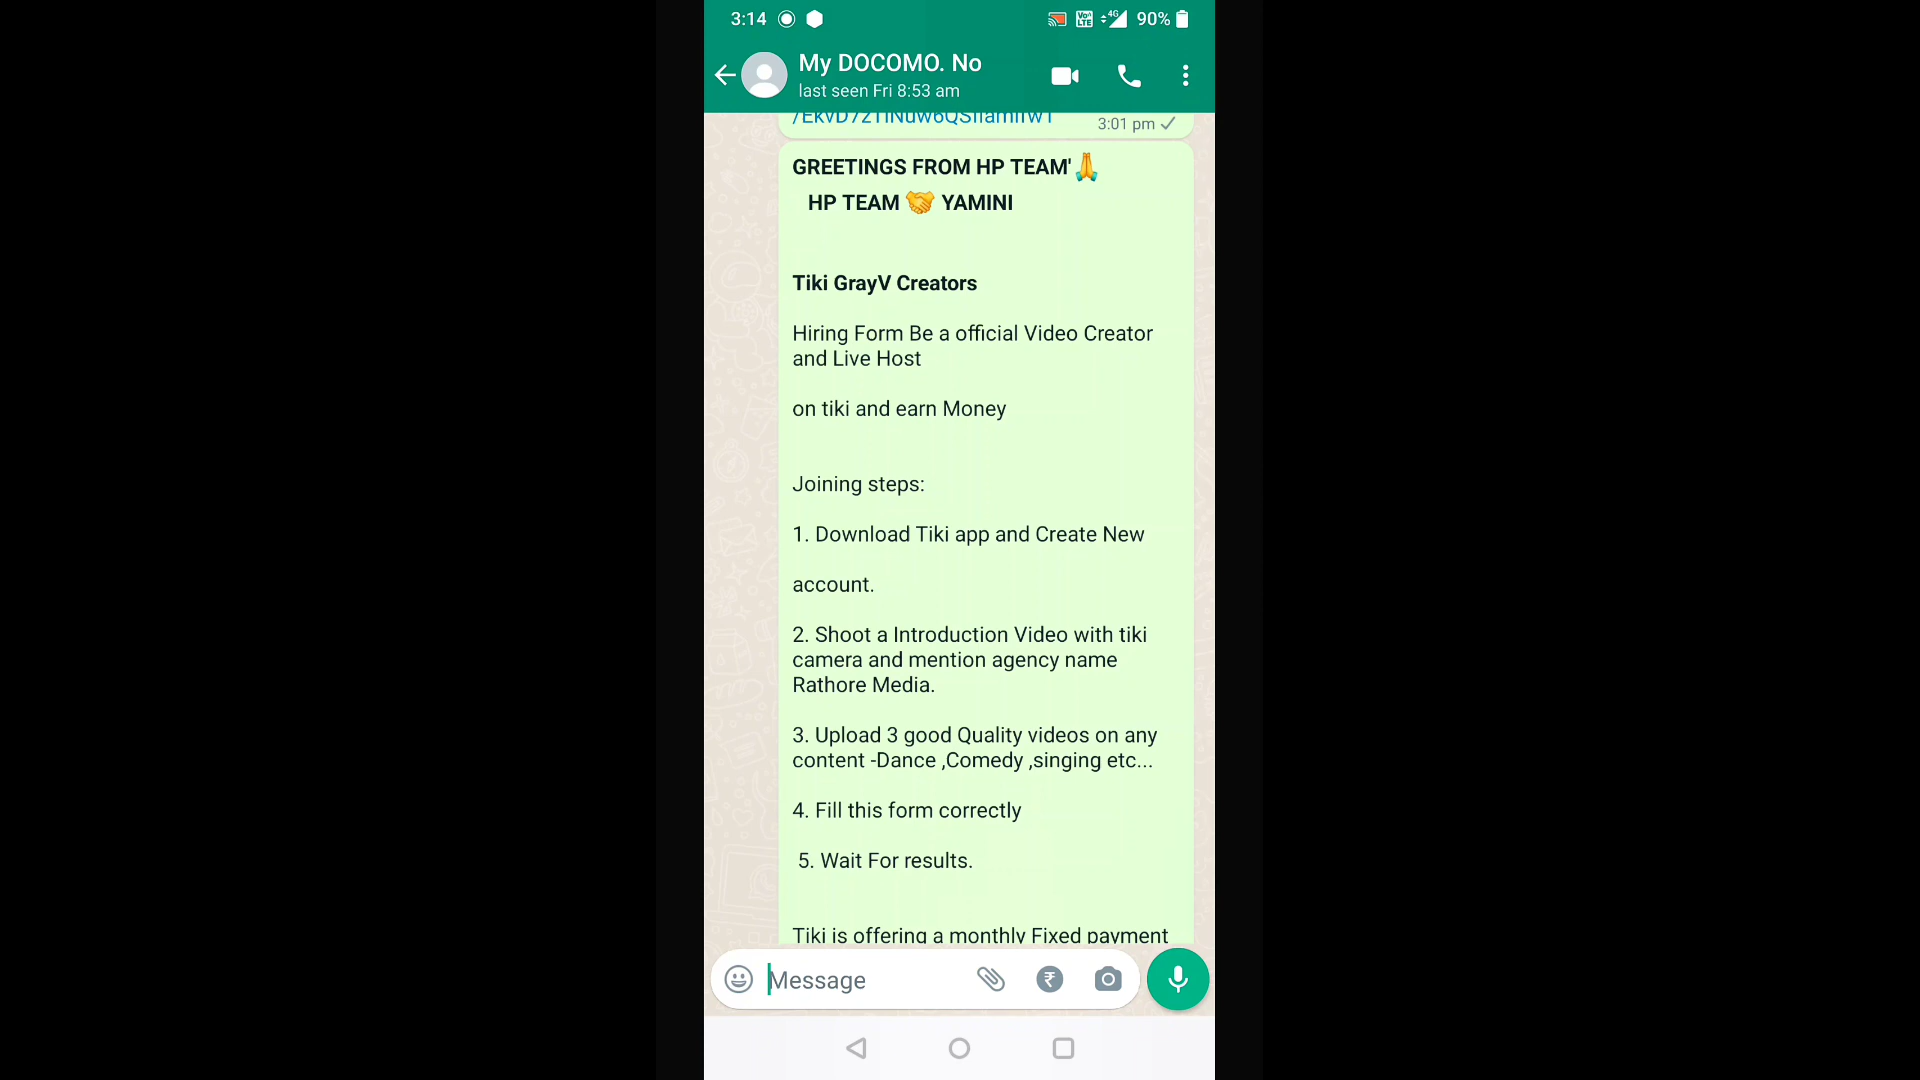 3:14
VoLTE 4G 90%
My DOCOMO. No
last seen Fri 8:53 am
3:01 pm
GREETINGS FROM HP TEAM'🙏
HP TEAM 🤝 YAMINI
Tiki GrayV Creators
Hiring Form Be a official Video Creator
and Live Host
on tiki and earn Money
Joining steps:
1. Download Tiki app and Create New
account.
2. Shoot a Introduction Video with tiki
camera and mention agency name
Rathore Media.
3. Upload 3 good Quality videos on any
content -Dance ,Comedy ,singing etc...
4. Fill this form correctly
5. Wait For results.
Tiki is offering a monthly Fixed payment
Message
₹